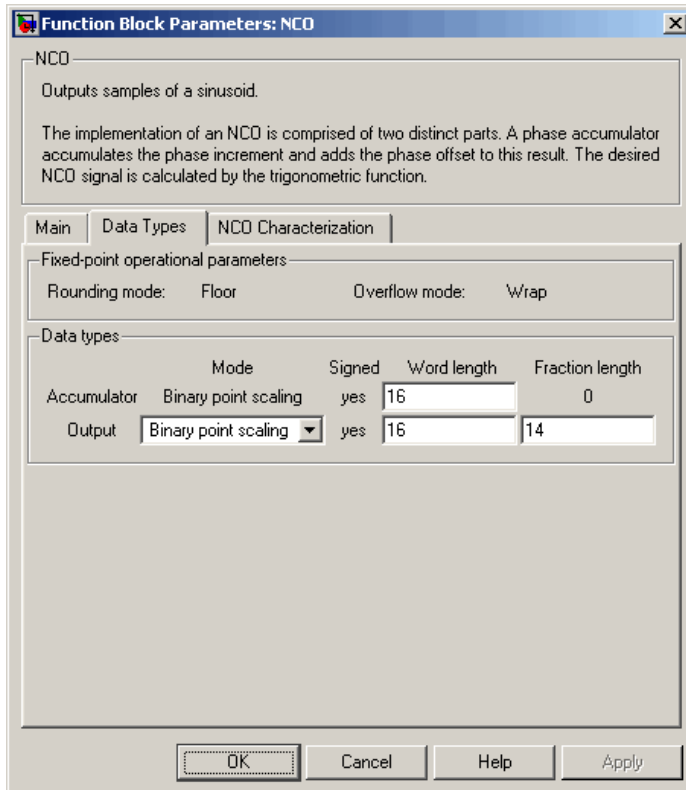 Function Block Parameters: NCO
NCO
Outputs samples of a sinusoid.
The implementation of an NCO is comprised of two distinct parts. A phase accumulator
accumulates the phase increment and adds the phase offset to this result. The desired
NCO signal is calculated by the trigonometric function.
Main Data Types NCO Characterization
Fixed-point operational parameters
Rounding mode: Floor Overflow mode: Wrap
Data types
Mode Signed Word length Fraction length
Accumulator Binary point scaling yes 16 0
Output Binary point scaling yes 16 14
OK Cancel Help Apply